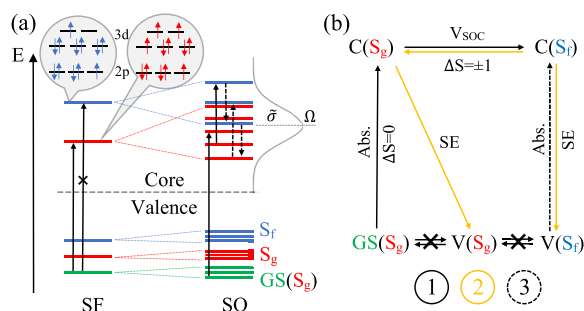 (a)
3d
2p
E
σ̃
Ω
Core
Valence
S_f
S_g
GS(S_g)
SF
SO
(b)
V_SOC
C(S_g)
C(S_f)
ΔS=±1
Abs.
ΔS=0
SE
Abs.
SE
GS(S_g)
V(S_g)
V(S_f)
1
2
3